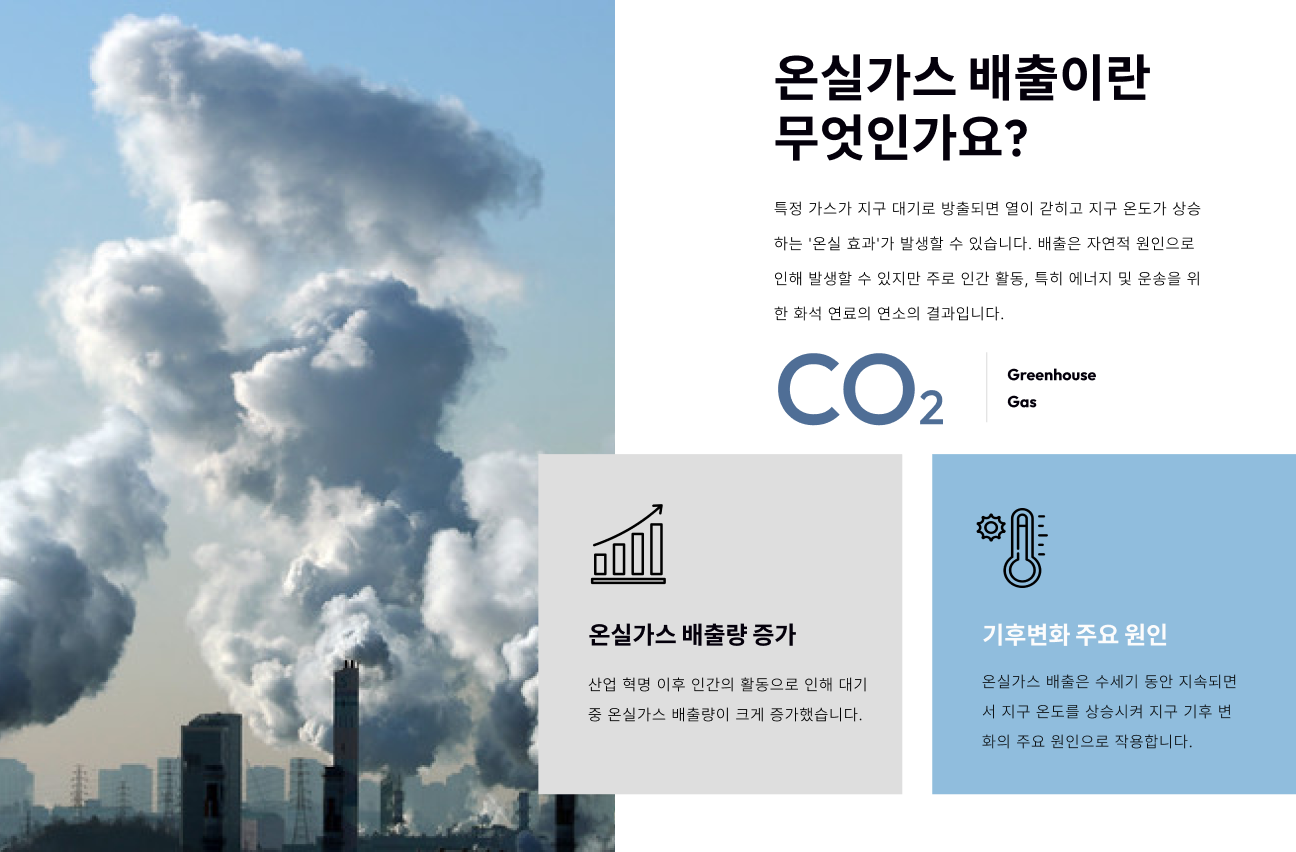 온실가스 배출이란
무엇인가요?
특정 가스가 지구 대기로 방출되면 열이 갇히고 지구 온도가 상승
하는 '온실 효과'가 발생할 수 있습니다. 배출은 자연적 원인으로
인해 발생할 수 있지만 주로 인간 활동, 특히 에너지 및 운송을 위
한 화석 연료의 연소의 결과입니다.
CO₂
Greenhouse
Gas
온실가스 배출량 증가
산업 혁명 이후 인간의 활동으로 인해 대기
중 온실가스 배출량이 크게 증가했습니다.
기후변화 주요 원인
온실가스 배출은 수세기 동안 지속되면
서 지구 온도를 상승시켜 지구 기후 변
화의 주요 원인으로 작용합니다.